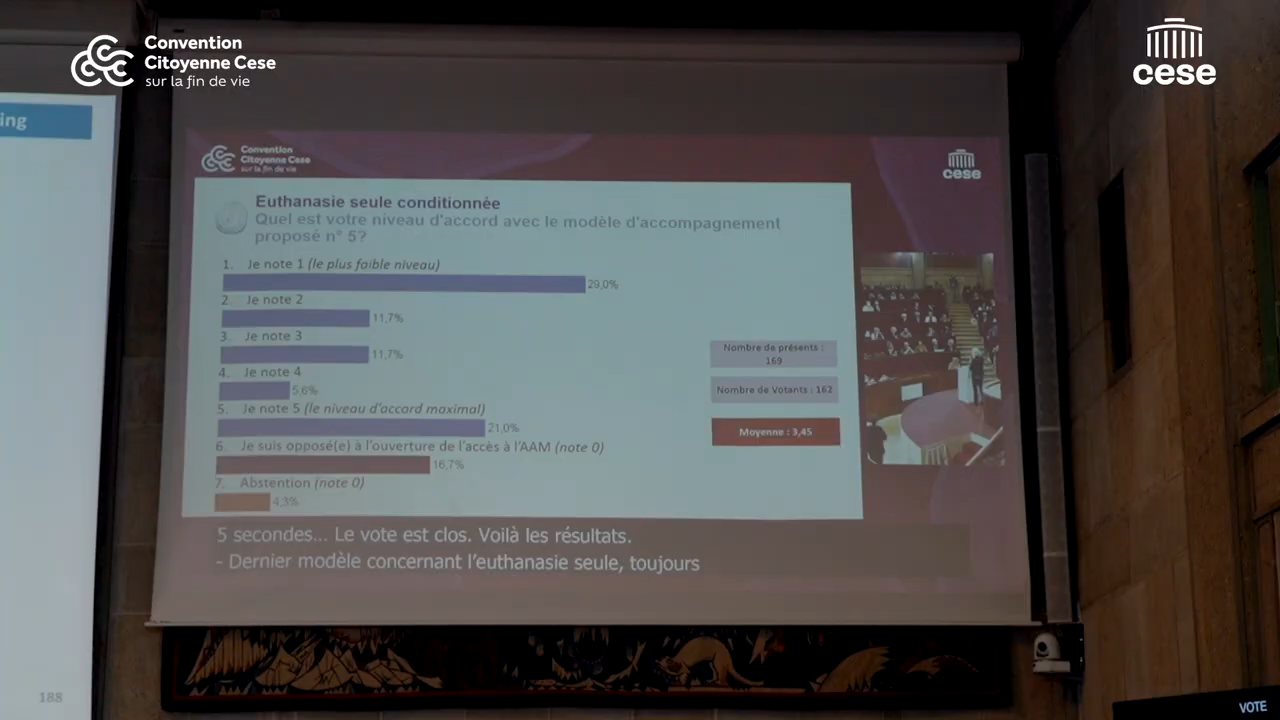 Convention
Citoyenne Cese
sur la fin de vie
cese
ing
Convention
Citoyenne Cese
sur la fin de vie
cese
Euthanasie seule conditionnée
Quel est votre niveau d'accord avec le modèle d'accompagnement
proposé n° 5?
1. Je note 1 (le plus faible niveau)
29,0%
2. Je note 2
11,7%
3. Je note 3
11,7%
4. Je note 4
5,6%
5. Je note 5 (le niveau d'accord maximal)
21,0%
6. Je suis opposé(e) à l'ouverture de l'accès à l'AAM (note 0)
16,7%
7. Abstention (note 0)
4,3%
Nombre de présents :
169
Nombre de Votants : 162
Moyenne : 3,45
5 secondes... Le vote est clos. Voilà les résultats.
- Dernier modèle concernant l'euthanasie seule, toujours
188
VOTE